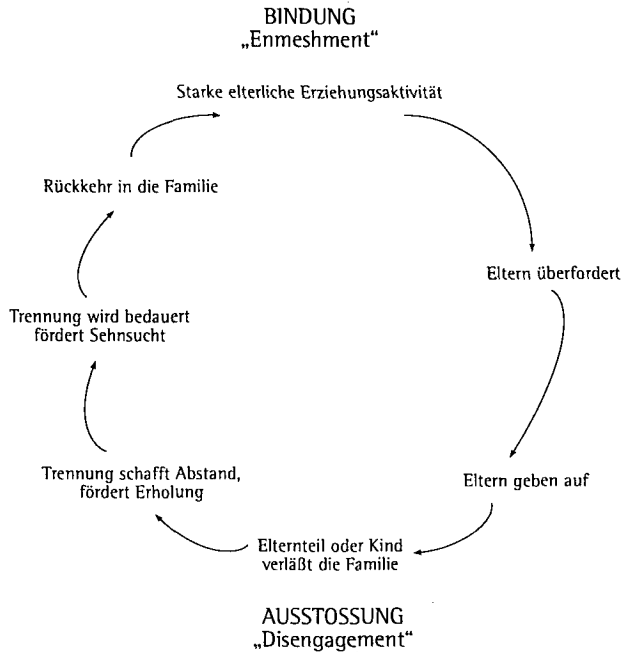 BINDUNG
„Enmeshment“
Starke elterliche Erziehungsaktivität
Rückkehr in die Familie
Eltern überfordert
Trennung wird bedauert
fördert Sehnsucht
Trennung schafft Abstand,
fördert Erholung
Eltern geben auf
Elternteil oder Kind
verläßt die Familie
AUSSTOSSUNG
„Disengagement“